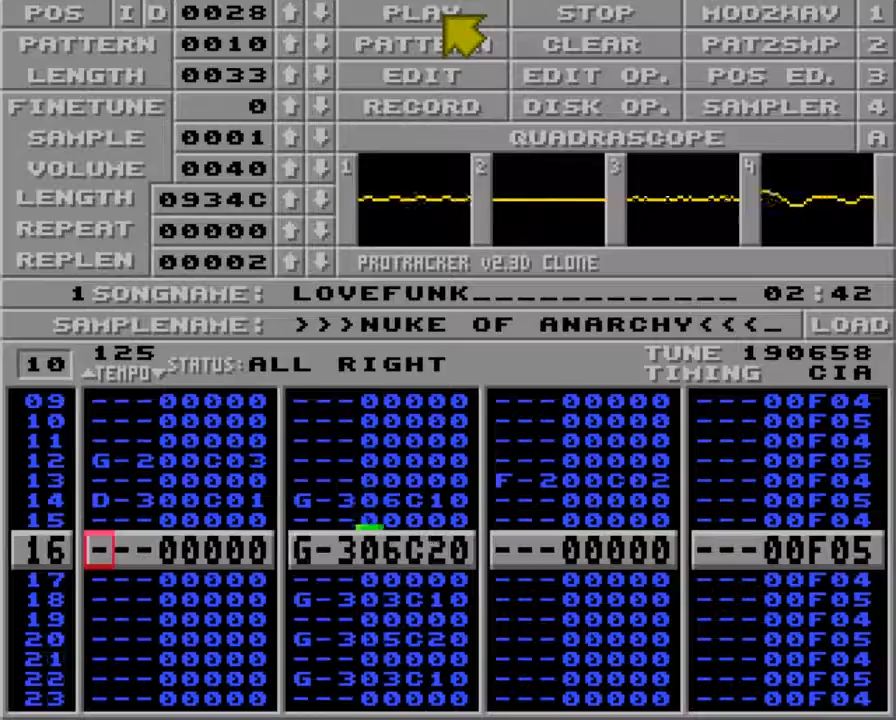 POS I D 0028 PLAY STOP MOD2WAV 1
PATTERN 0010 PATTERN CLEAR PAT2SMP 2
LENGTH 0033 EDIT EDIT OP. POS ED. 3
FINETUNE 0 RECORD DISK OP. SAMPLER 4
SAMPLE 0001 QUADRASCOPE A
VOLUME 0040 1 2 3 4
LENGTH 0934C
REPEAT 00000
REPLEN 00002 PROTRACKER V2.3D CLONE
1 SONGNAME: LOVEFUNK_____________ 02:42
SAMPLENAME: >>>NUKE OF ANARCHY<<<_ LOAD
10 125 TEMPO STATUS: ALL RIGHT TUNE 190658
TIMING CIA
09 ---00000 ---00000 ---00000 ---00F04
10 ---00000 ---00000 ---00000 ---00F05
11 ---00000 ---00000 ---00000 ---00F04
12 G-200C03 ---00000 ---00000 ---00F05
13 ---00000 ---00000 F-200C02 ---00F04
14 D-300C01 G-306C10 ---00000 ---00F05
15 ---00000 ---00000 ---00000 ---00F04
16 ---00000 G-306C20 ---00000 ---00F05
17 ---00000 ---00000 ---00000 ---00F04
18 ---00000 G-303C10 ---00000 ---00F05
19 ---00000 ---00000 ---00000 ---00F04
20 ---00000 G-305C20 ---00000 ---00F05
21 ---00000 ---00000 ---00000 ---00F04
22 ---00000 G-303C10 ---00000 ---00F05
23 ---00000 ---00000 ---00000 ---00F04